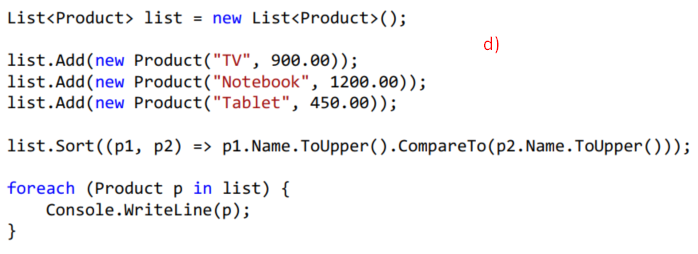 List<Product> list = new List<Product>();
d)
list.Add(new Product("TV", 900.00));
list.Add(new Product("Notebook", 1200.00));
list.Add(new Product("Tablet", 450.00));
list.Sort((p1, p2) => p1.Name.ToUpper().CompareTo(p2.Name.ToUpper()));
foreach (Product p in list) {
    Console.WriteLine(p);
}